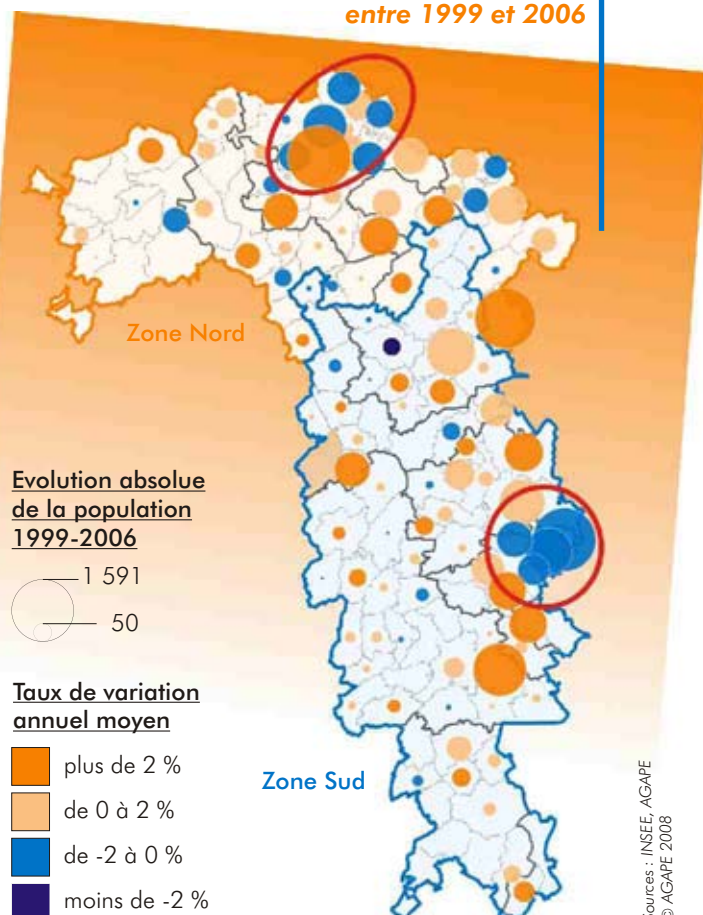 entre 1999 et 2006
Zone Nord
Evolution absolue
de la population
1999-2006
1 591
50
Taux de variation
annuel moyen
plus de 2 %
de 0 à 2 %
de -2 à 0 %
moins de -2 %
Zone Sud
Sources : INSEE, AGAPE
© AGAPE 2008